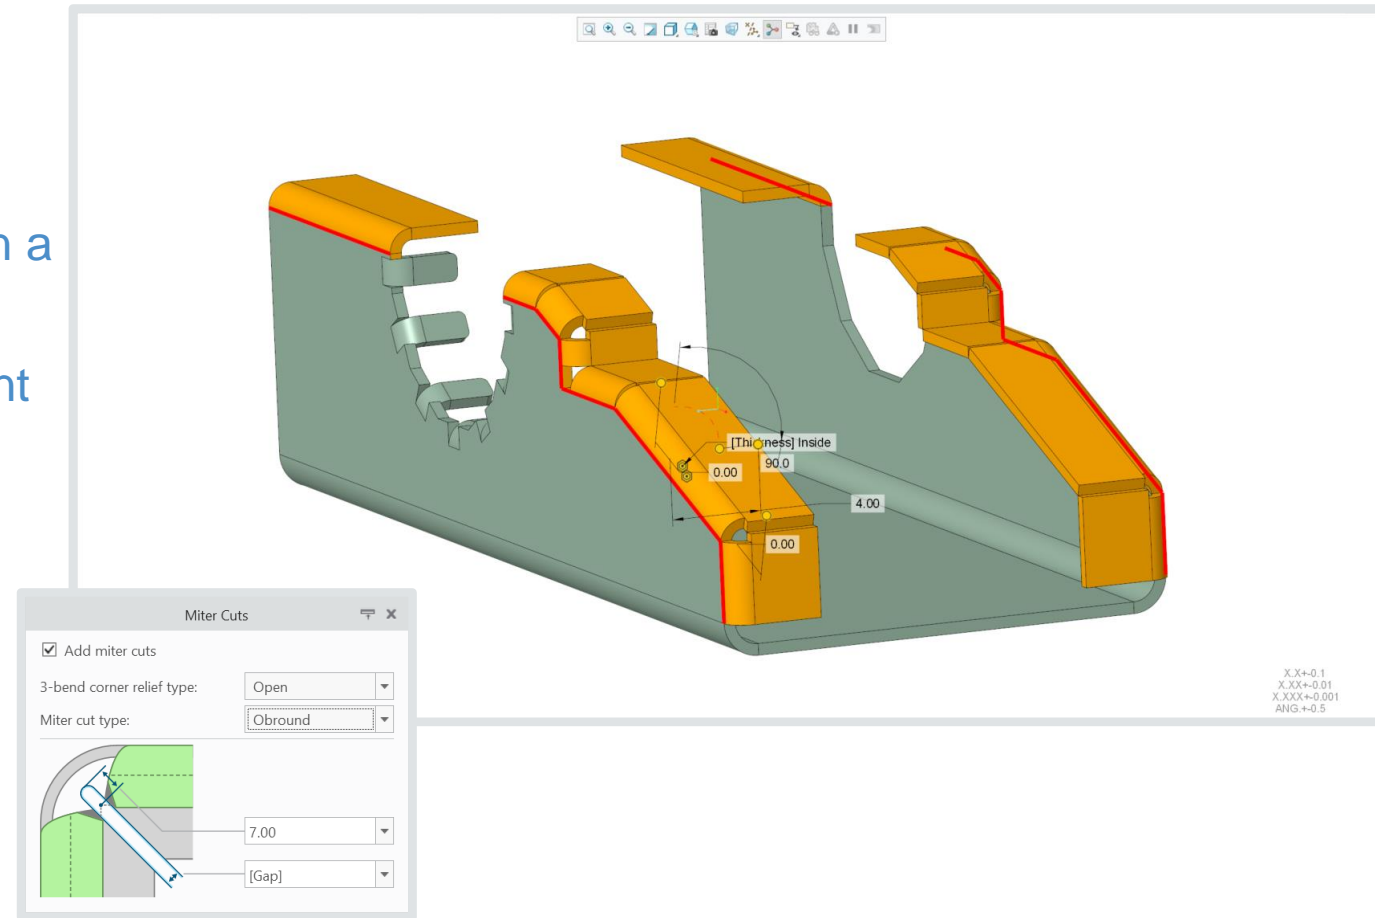 n a
nt
[Thickness] Inside
0.00
90.0
4.00
0.00
X.X+-0.1
X.XX+-0.01
X.XXX+-0.001
ANG.+-0.5
Miter Cuts
Add miter cuts
3-bend corner relief type: Open
Miter cut type: Obround
7.00
[Gap]